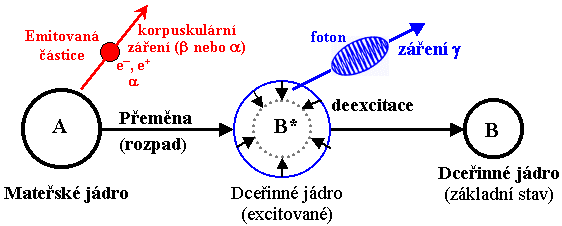 Emitovaná
částice
korpuskulární
záření (β nebo α)
e⁻, e⁺
α
foton
záření γ
A
Přeměna
(rozpad)
B*
deexcitace
B
Mateřské jádro
Dceřinné jádro
(excitované)
Dceřinné jádro
(základní stav)